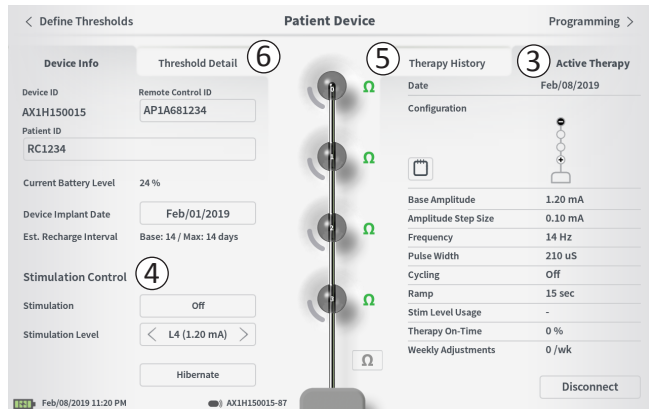 < Define Thresholds
Patient Device
Programming >
Device Info
Threshold Detail
6
5
Therapy History
3
Active Therapy
Device ID
Remote Control ID
AX1H150015
AP1A681234
Patient ID
RC1234
Current Battery Level 24 %
Device Implant Date Feb/01/2019
Est. Recharge Interval Base: 14 / Max: 14 days
Stimulation Control 4
Stimulation Off
Stimulation Level < L4 (1.20 mA) >
Hibernate
Feb/08/2019 11:20 PM
AX1H150015-87
0 Ω
1 Ω
2 Ω
3 Ω
Ω
Date Feb/08/2019
Configuration
Base Amplitude 1.20 mA
Amplitude Step Size 0.10 mA
Frequency 14 Hz
Pulse Width 210 uS
Cycling Off
Ramp 15 sec
Stim Level Usage -
Therapy On-Time 0 %
Weekly Adjustments 0 /wk
Disconnect